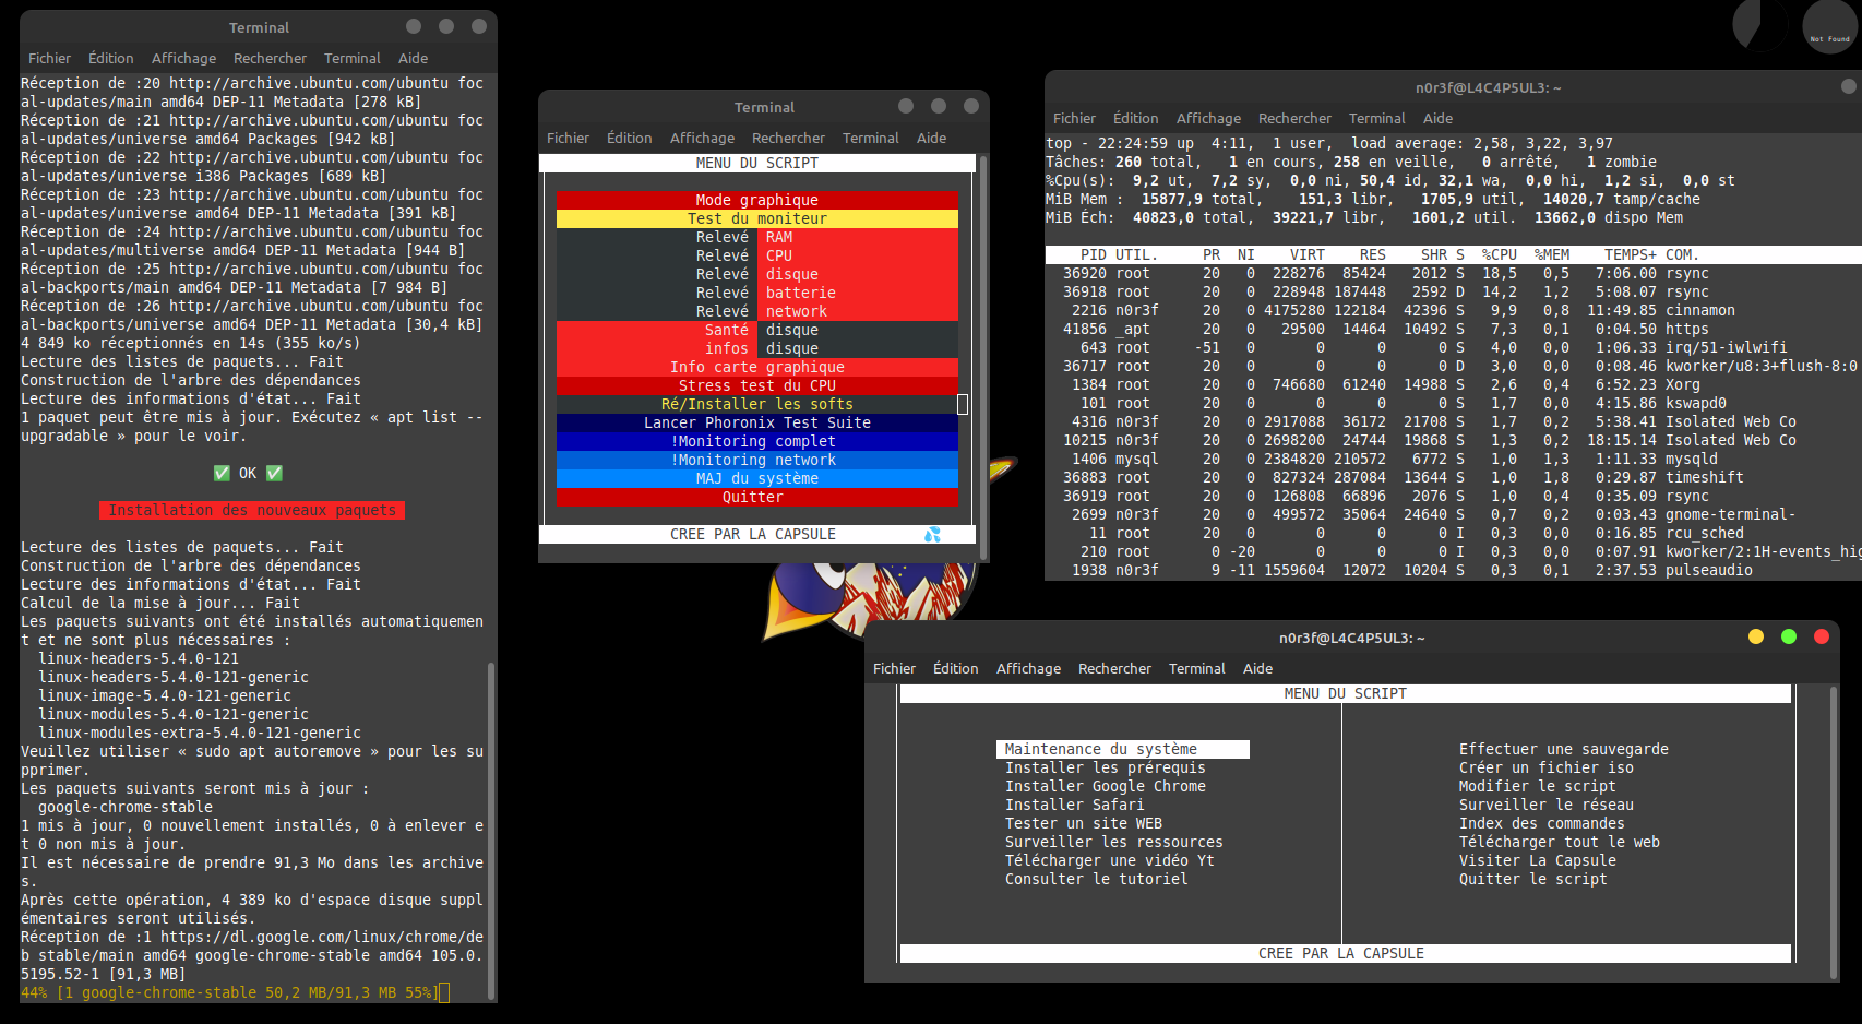 Terminal
Fichier Édition Affichage Rechercher Terminal Aide
Réception de :20 http://archive.ubuntu.com/ubuntu foc
al-updates/main amd64 DEP-11 Metadata [278 kB]
Réception de :21 http://archive.ubuntu.com/ubuntu foc
al-updates/universe amd64 Packages [942 kB]
Réception de :22 http://archive.ubuntu.com/ubuntu foc
al-updates/universe i386 Packages [689 kB]
Réception de :23 http://archive.ubuntu.com/ubuntu foc
al-updates/universe amd64 DEP-11 Metadata [391 kB]
Réception de :24 http://archive.ubuntu.com/ubuntu foc
al-updates/multiverse amd64 DEP-11 Metadata [944 B]
Réception de :25 http://archive.ubuntu.com/ubuntu foc
al-backports/main amd64 DEP-11 Metadata [7 984 B]
Réception de :26 http://archive.ubuntu.com/ubuntu foc
al-backports/universe amd64 DEP-11 Metadata [30,4 kB]
4 849 ko réceptionnés en 14s (355 ko/s)
Lecture des listes de paquets... Fait
Construction de l'arbre des dépendances
Lecture des informations d'état... Fait
1 paquet peut être mis à jour. Exécutez « apt list --
upgradable » pour le voir.
✅ OK ✅
Installation des nouveaux paquets
Lecture des listes de paquets... Fait
Construction de l'arbre des dépendances
Lecture des informations d'état... Fait
Calcul de la mise à jour... Fait
Les paquets suivants ont été installés automatiquemen
t et ne sont plus nécessaires :
linux-headers-5.4.0-121
linux-headers-5.4.0-121-generic
linux-image-5.4.0-121-generic
linux-modules-5.4.0-121-generic
linux-modules-extra-5.4.0-121-generic
Veuillez utiliser « sudo apt autoremove » pour les su
pprimer.
Les paquets suivants seront mis à jour :
google-chrome-stable
1 mis à jour, 0 nouvellement installés, 0 à enlever e
t 0 non mis à jour.
Il est nécessaire de prendre 91,3 Mo dans les archive
s.
Après cette opération, 4 389 ko d'espace disque suppl
émentaires seront utilisés.
Réception de :1 https://dl.google.com/linux/chrome/de
b stable/main amd64 google-chrome-stable amd64 105.0.
5195.52-1 [91,3 MB]
44% [1 google-chrome-stable 50,2 MB/91,3 MB 55%]
Terminal
Fichier Édition Affichage Rechercher Terminal Aide
MENU DU SCRIPT
Mode graphique
Test du moniteur
Relevé RAM
Relevé CPU
Relevé disque
Relevé batterie
Relevé network
Santé disque
infos disque
Info carte graphique
Stress test du CPU
Ré/Installer les softs
Lancer Phoronix Test Suite
!Monitoring complet
!Monitoring network
MAJ du système
Quitter
CREE PAR LA CAPSULE 💦
Not Found
n0r3f@L4C4P5UL3: ~
Fichier Édition Affichage Rechercher Terminal Aide
top - 22:24:59 up 4:11, 1 user, load average: 2,58, 3,22, 3,97
Tâches: 260 total, 1 en cours, 258 en veille, 0 arrêté, 1 zombie
%Cpu(s): 9,2 ut, 7,2 sy, 0,0 ni, 50,4 id, 32,1 wa, 0,0 hi, 1,2 si, 0,0 st
MiB Mem : 15877,9 total, 151,3 libr, 1705,9 util, 14020,7 tamp/cache
MiB Éch: 40823,0 total, 39221,7 libr, 1601,2 util. 13662,0 dispo Mem
PID UTIL. PR NI VIRT RES SHR S %CPU %MEM TEMPS+ COM.
36920 root 20 0 228276 85424 2012 S 18,5 0,5 7:06.00 rsync
36918 root 20 0 228948 187448 2592 D 14,2 1,2 5:08.07 rsync
2216 n0r3f 20 0 4175280 122184 42396 S 9,9 0,8 11:49.85 cinnamon
41856 _apt 20 0 29500 14464 10492 S 7,3 0,1 0:04.50 https
643 root -51 0 0 0 0 S 4,0 0,0 1:06.33 irq/51-iwlwifi
36717 root 20 0 0 0 0 D 3,0 0,0 0:08.46 kworker/u8:3+flush-8:0
1384 root 20 0 746680 61240 14988 S 2,6 0,4 6:52.23 Xorg
101 root 20 0 0 0 0 S 1,7 0,0 4:15.86 kswapd0
4316 n0r3f 20 0 2917088 36172 21708 S 1,7 0,2 5:38.41 Isolated Web Co
10215 n0r3f 20 0 2698200 24744 19868 S 1,3 0,2 18:15.14 Isolated Web Co
1406 mysql 20 0 2384820 210572 6772 S 1,0 1,3 1:11.33 mysqld
36883 root 20 0 827324 287084 13644 S 1,0 1,8 0:29.87 timeshift
36919 root 20 0 126808 66896 2076 S 1,0 0,4 0:35.09 rsync
2699 n0r3f 20 0 499572 35064 24640 S 0,7 0,2 0:03.43 gnome-terminal-
11 root 20 0 0 0 0 I 0,3 0,0 0:16.85 rcu_sched
210 root 0 -20 0 0 0 I 0,3 0,0 0:07.91 kworker/2:1H-events_hig
1938 n0r3f 9 -11 1559604 12072 10204 S 0,3 0,1 2:37.53 pulseaudio
n0r3f@L4C4P5UL3: ~
Fichier Édition Affichage Rechercher Terminal Aide
MENU DU SCRIPT
Maintenance du système Effectuer une sauvegarde
Installer les prérequis Créer un fichier iso
Installer Google Chrome Modifier le script
Installer Safari Surveiller le réseau
Tester un site WEB Index des commandes
Surveiller les ressources Télécharger tout le web
Télécharger une vidéo Yt Visiter La Capsule
Consulter le tutoriel Quitter le script
CREE PAR LA CAPSULE